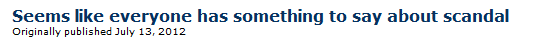 Seems like everyone has something to say about scandal
Originally published July 13, 2012